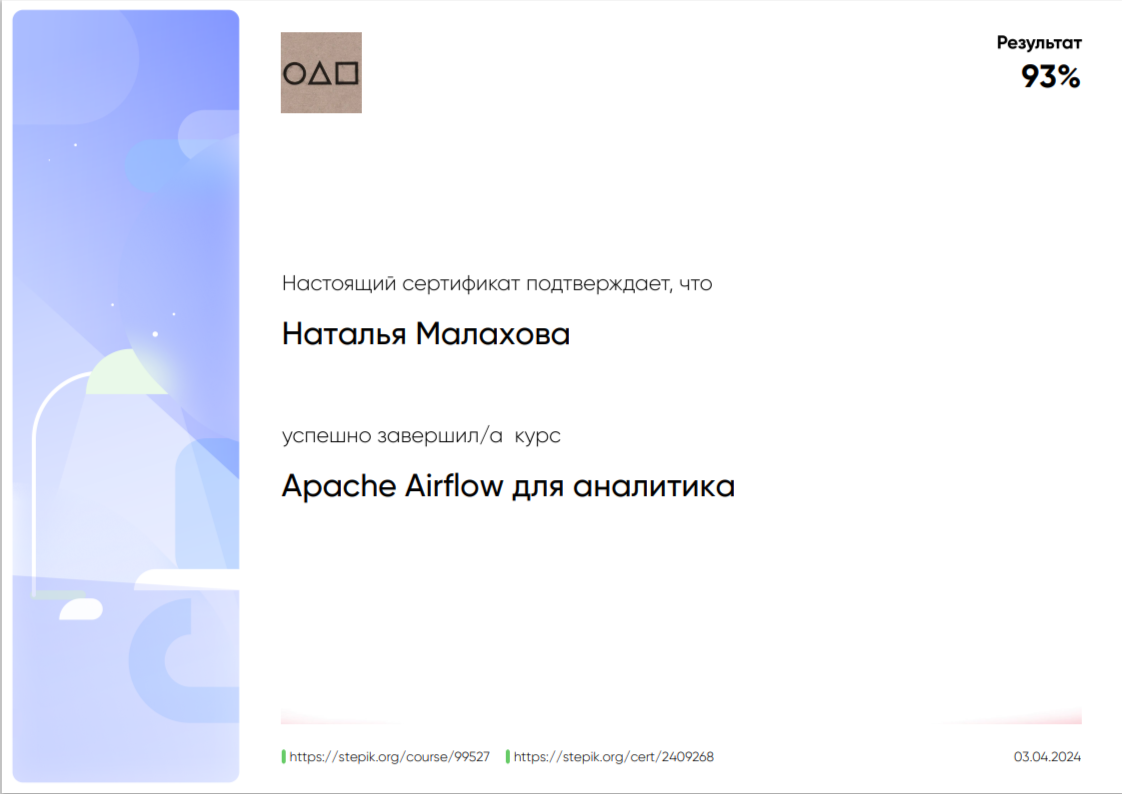 Результат
93%
Настоящий сертификат подтверждает, что
Наталья Малахова
успешно завершил/а курс
Apache Airflow для аналитика
https://stepik.org/course/99527 https://stepik.org/cert/2409268 03.04.2024